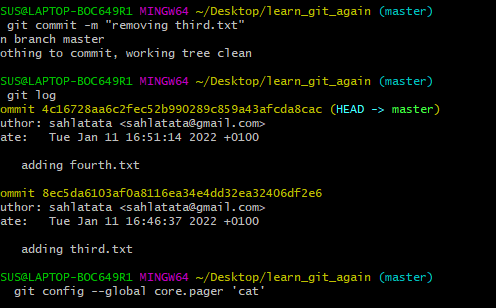 SUS@LAPTOP-BOC649R1 MINGW64 ~/Desktop/learn_git_again (master)
git commit -m "removing third.txt"
n branch master
othing to commit, working tree clean
SUS@LAPTOP-BOC649R1 MINGW64 ~/Desktop/learn_git_again (master)
git log
ommit 4c16728aa6c2fec52b990289c859a43afcda8cac (HEAD -> master)
uthor: sahlatata <sahlatata@gmail.com>
ate: Tue Jan 11 16:51:14 2022 +0100
adding fourth.txt
ommit 8ec5da6103af0a8116ea34e4dd32ea32406df2e6
uthor: sahlatata <sahlatata@gmail.com>
ate: Tue Jan 11 16:46:37 2022 +0100
adding third.txt
SUS@LAPTOP-BOC649R1 MINGW64 ~/Desktop/learn_git_again (master)
git config --global core.pager 'cat'